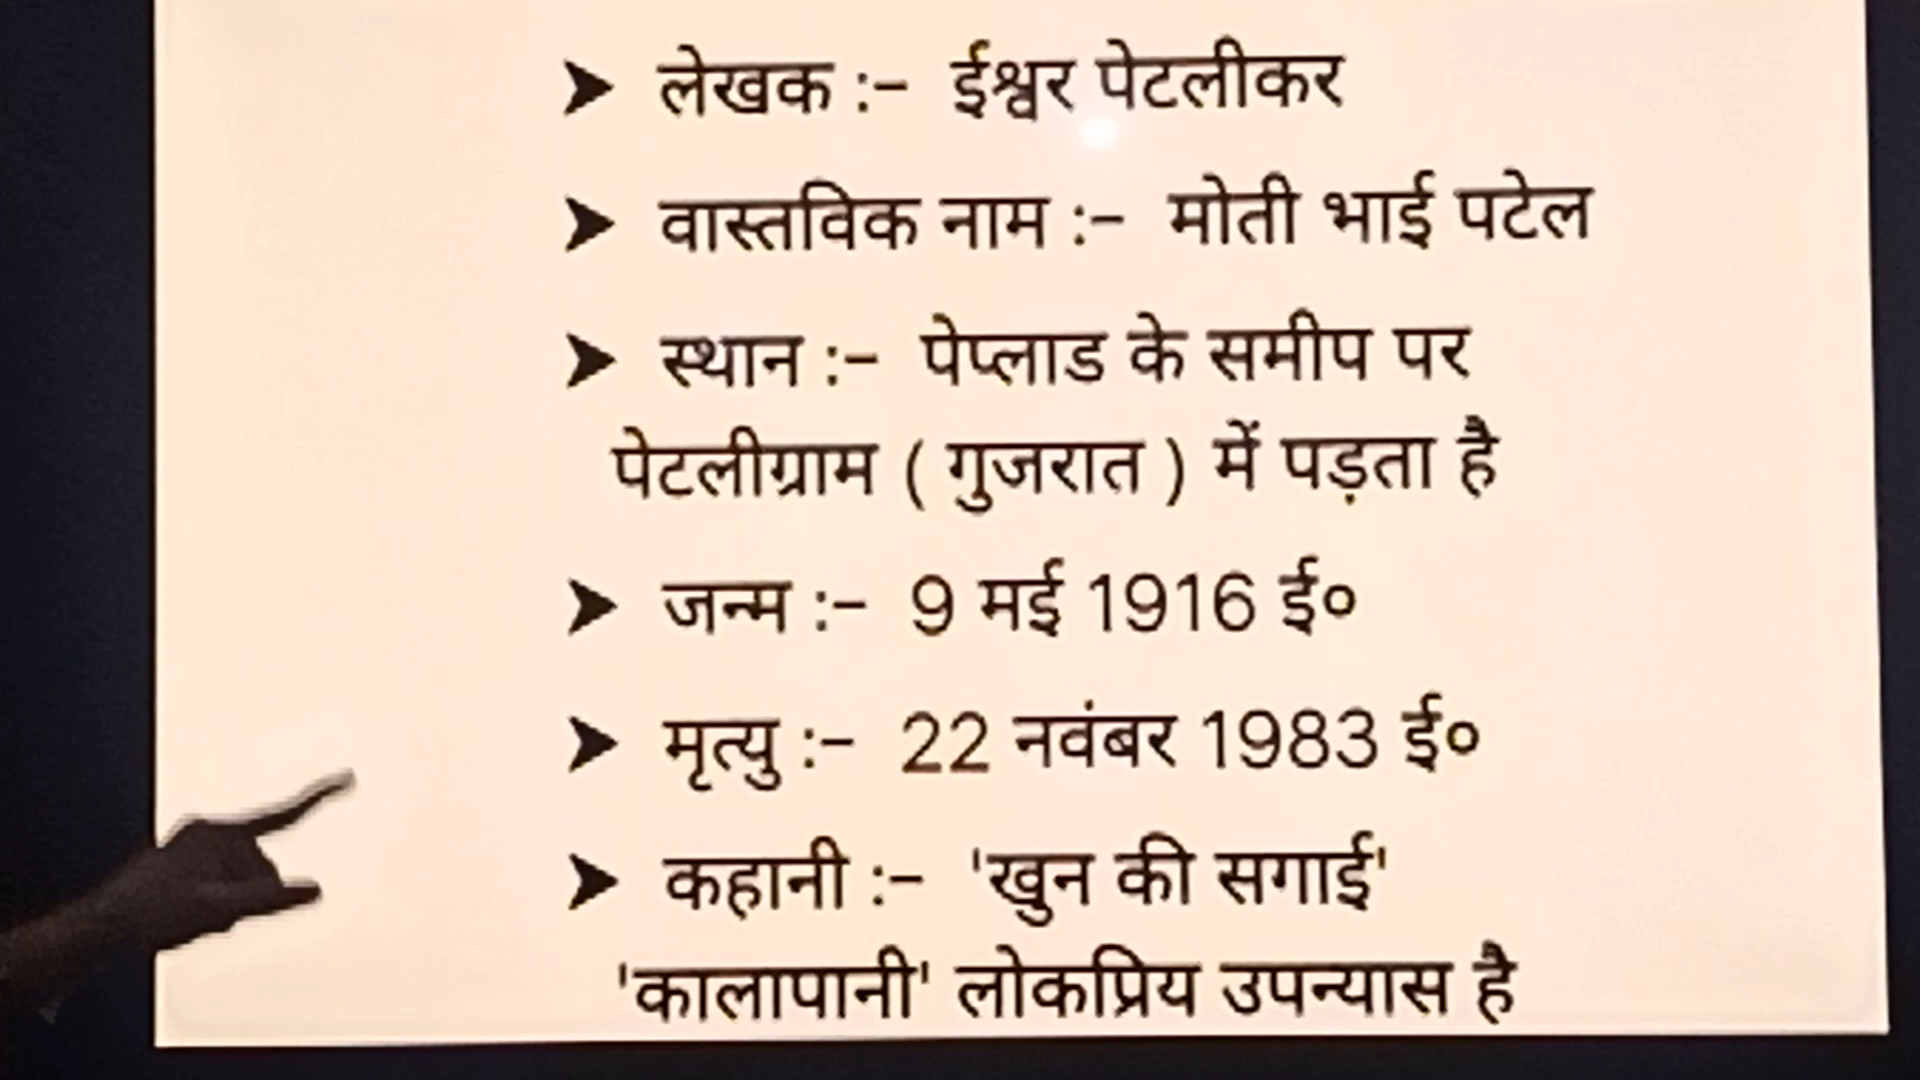 ➤ लेखक :– ईश्वर पेटलीकर
➤ वास्तविक नाम :– मोती भाई पटेल
➤ स्थान :– पेप्लाड के समीप पर
पेटलीग्राम ( गुजरात ) में पड़ता है
➤ जन्म :– 9 मई 1916 ई०
➤ मृत्यु :– 22 नवंबर 1983 ई०
➤ कहानी :– 'खुन की सगाई'
'कालापानी' लोकप्रिय उपन्यास है